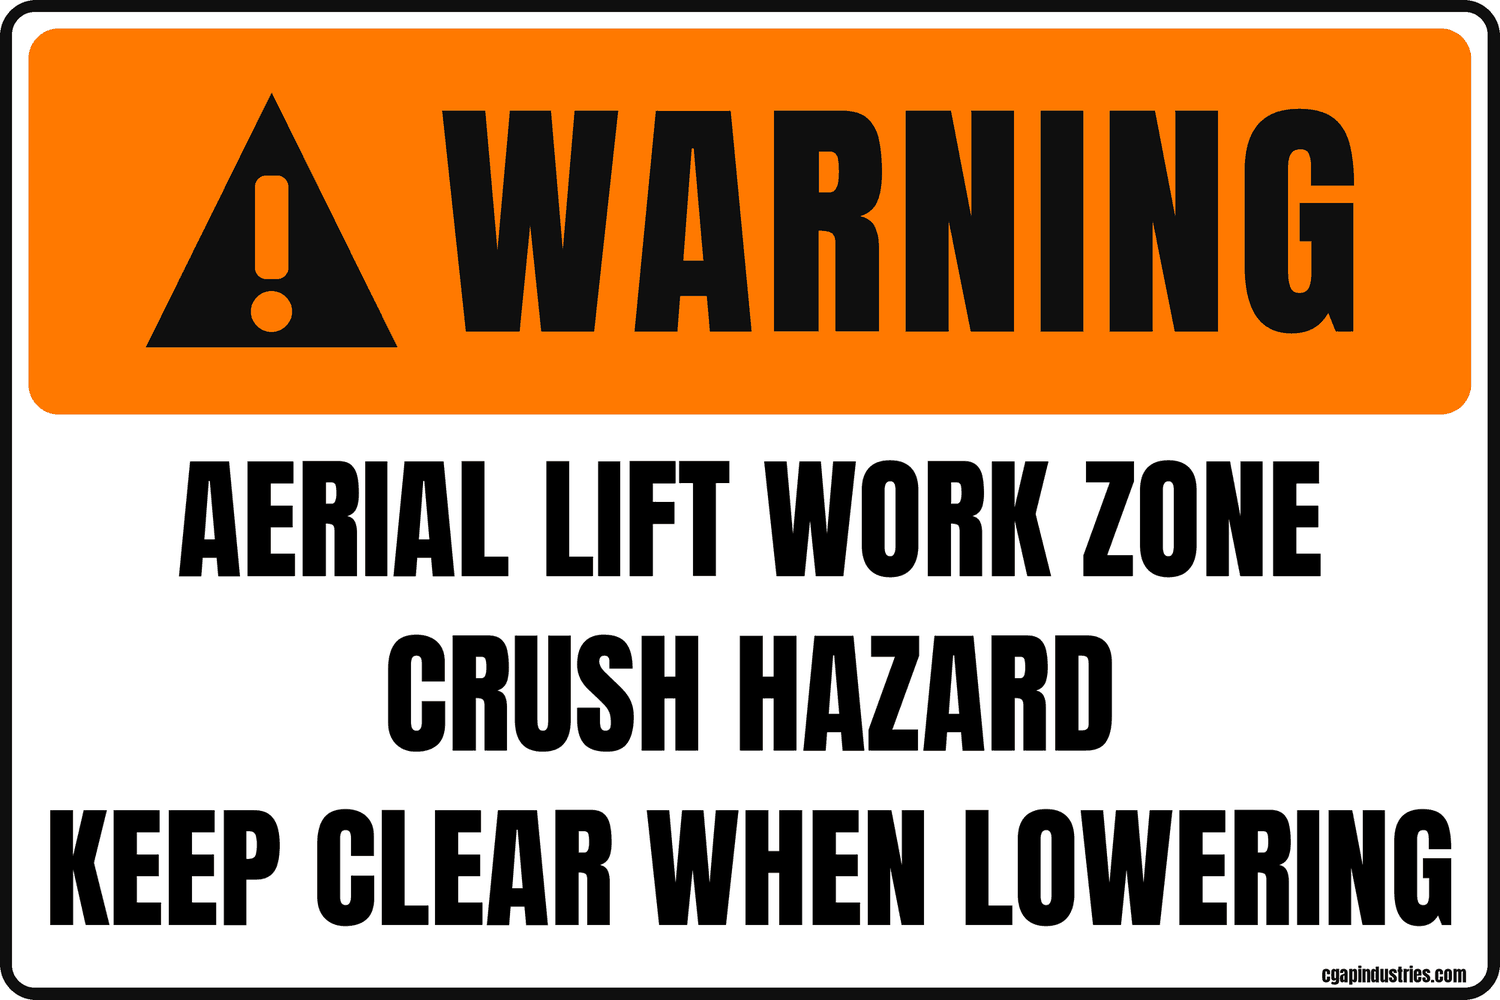 WARNING
AERIAL LIFT WORK ZONE
CRUSH HAZARD
KEEP CLEAR WHEN LOWERING
cgapindustries.com